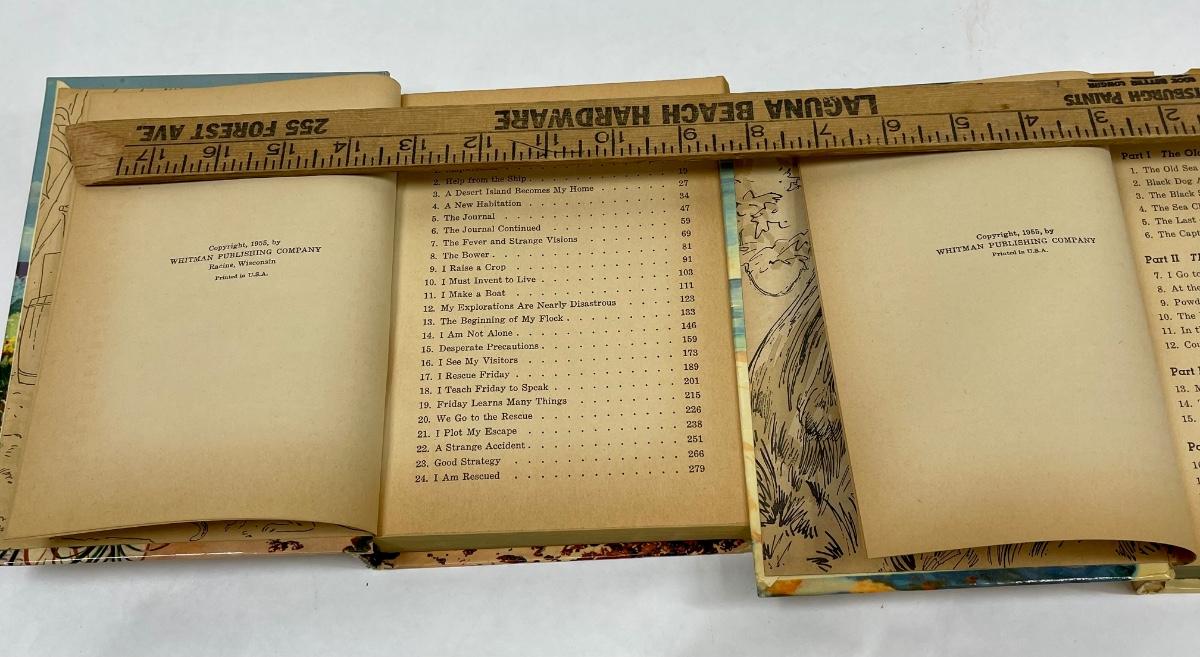 BOOK BETTER LONGER
TSBURGH PAINTS
LAGUNA BEACH HARDWARE
255 FOREST AVE.
17 16 15 14 13 12 11 10 9 8 7 6 5 4 3 2
Copyright, 1955, by
WHITMAN PUBLISHING COMPANY
Racine, Wisconsin
Printed in U.S.A.
19
2. Help from the Ship 27
3. A Desert Island Becomes My Home 34
4. A New Habitation 47
5. The Journal 59
6. The Journal Continued 69
7. The Fever and Strange Visions 81
8. The Bower 91
9. I Raise a Crop 103
10. I Must Invent to Live 111
11. I Make a Boat 123
12. My Explorations Are Nearly Disastrous 133
13. The Beginning of My Flock 146
14. I Am Not Alone 159
15. Desperate Precautions 173
16. I See My Visitors 189
17. I Rescue Friday 201
18. I Teach Friday to Speak 215
19. Friday Learns Many Things 226
20. We Go to the Rescue 238
21. I Plot My Escape 251
22. A Strange Accident 266
23. Good Strategy 279
24. I Am Rescued
Copyright, 1955, by
WHITMAN PUBLISHING COMPANY
Printed in U.S.A.
Part I The Old
1. The Old Sea
2. Black Dog
3. The Black
4. The Sea
5. The Last
6. The Capt
Part II
7. I Go to
8. At the
9. Powd
10. The
11. In
12. Cou
Part
13.
14.
15.